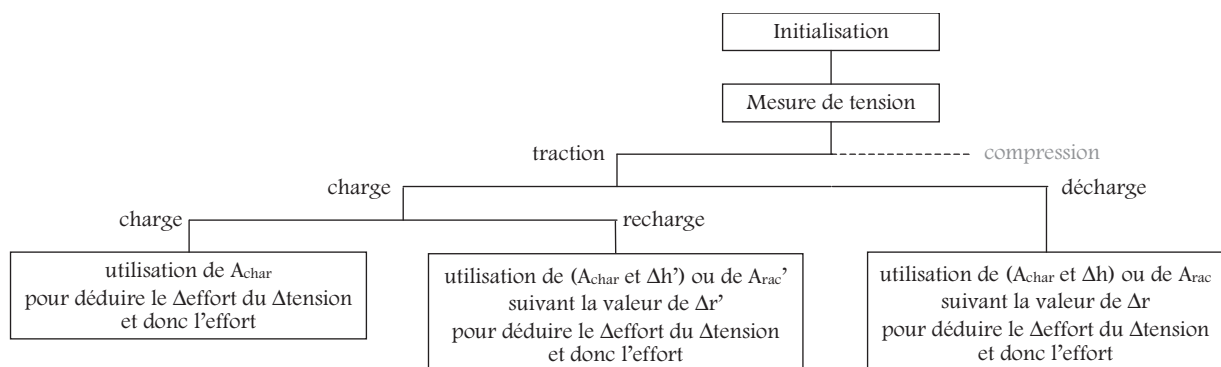 Initialisation
Mesure de tension
traction
compression
charge
décharge
charge
recharge
utilisation de Achar
pour déduire le Δeffort du Δtension
et donc l'effort
utilisation de (Achar et Δh') ou de Arac'
suivant la valeur de Δr'
pour déduire le Δeffort du Δtension
et donc l'effort
utilisation de (Achar et Δh) ou de Arac
suivant la valeur de Δr
pour déduire le Δeffort du Δtension
et donc l'effort